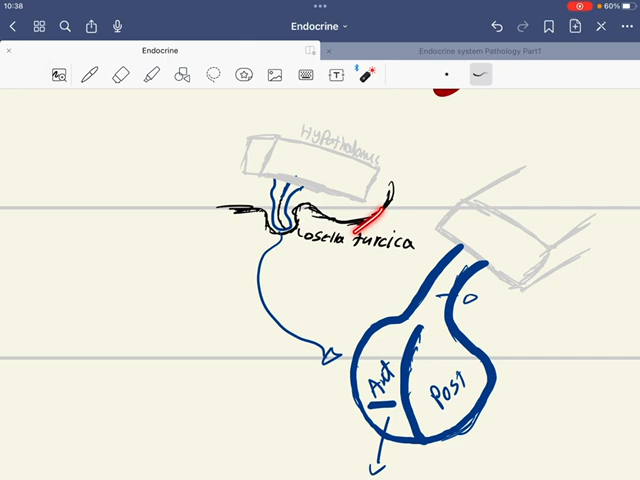 10:38
60%
Endocrine
Endocrine
Endocrine system Pathology Part1
Hypothalamus
sella turcica
Ant
Post